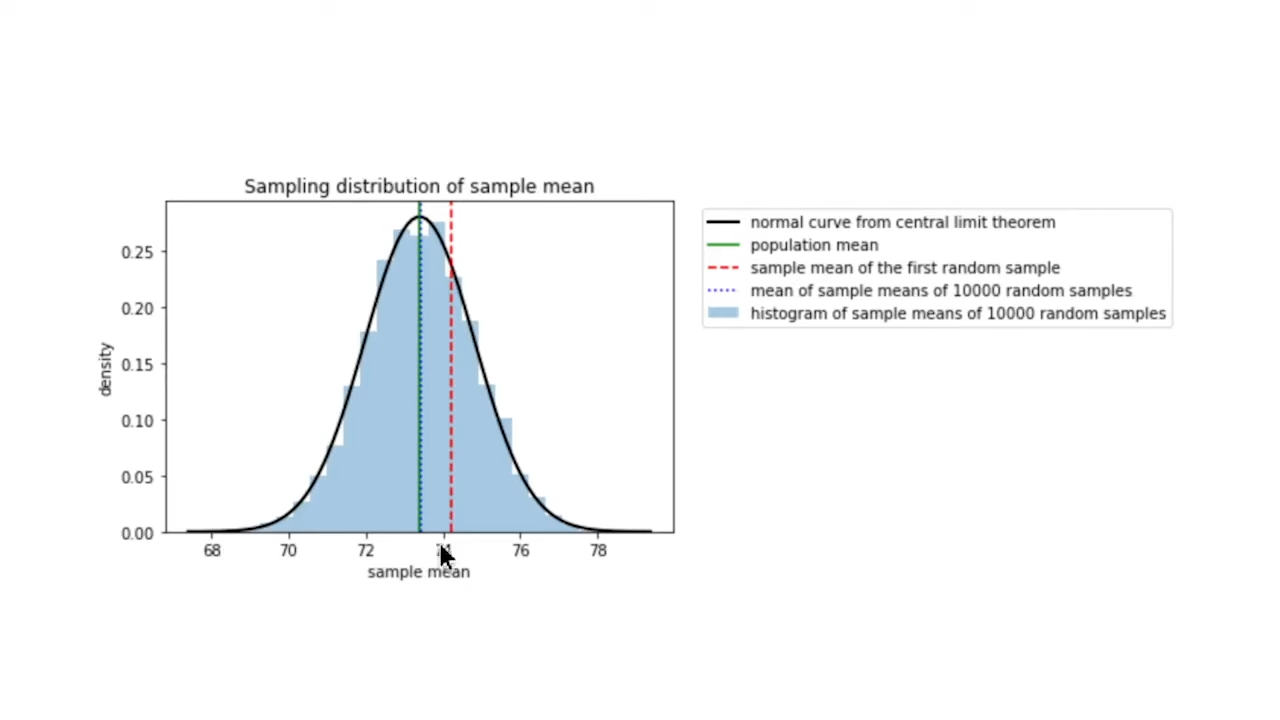 Sampling distribution of sample mean
normal curve from central limit theorem
population mean
sample mean of the first random sample
mean of sample means of 10000 random samples
histogram of sample means of 10000 random samples
0.25
0.20
0.15
0.10
0.05
0.00
density
68 70 72 76 78
sample mean